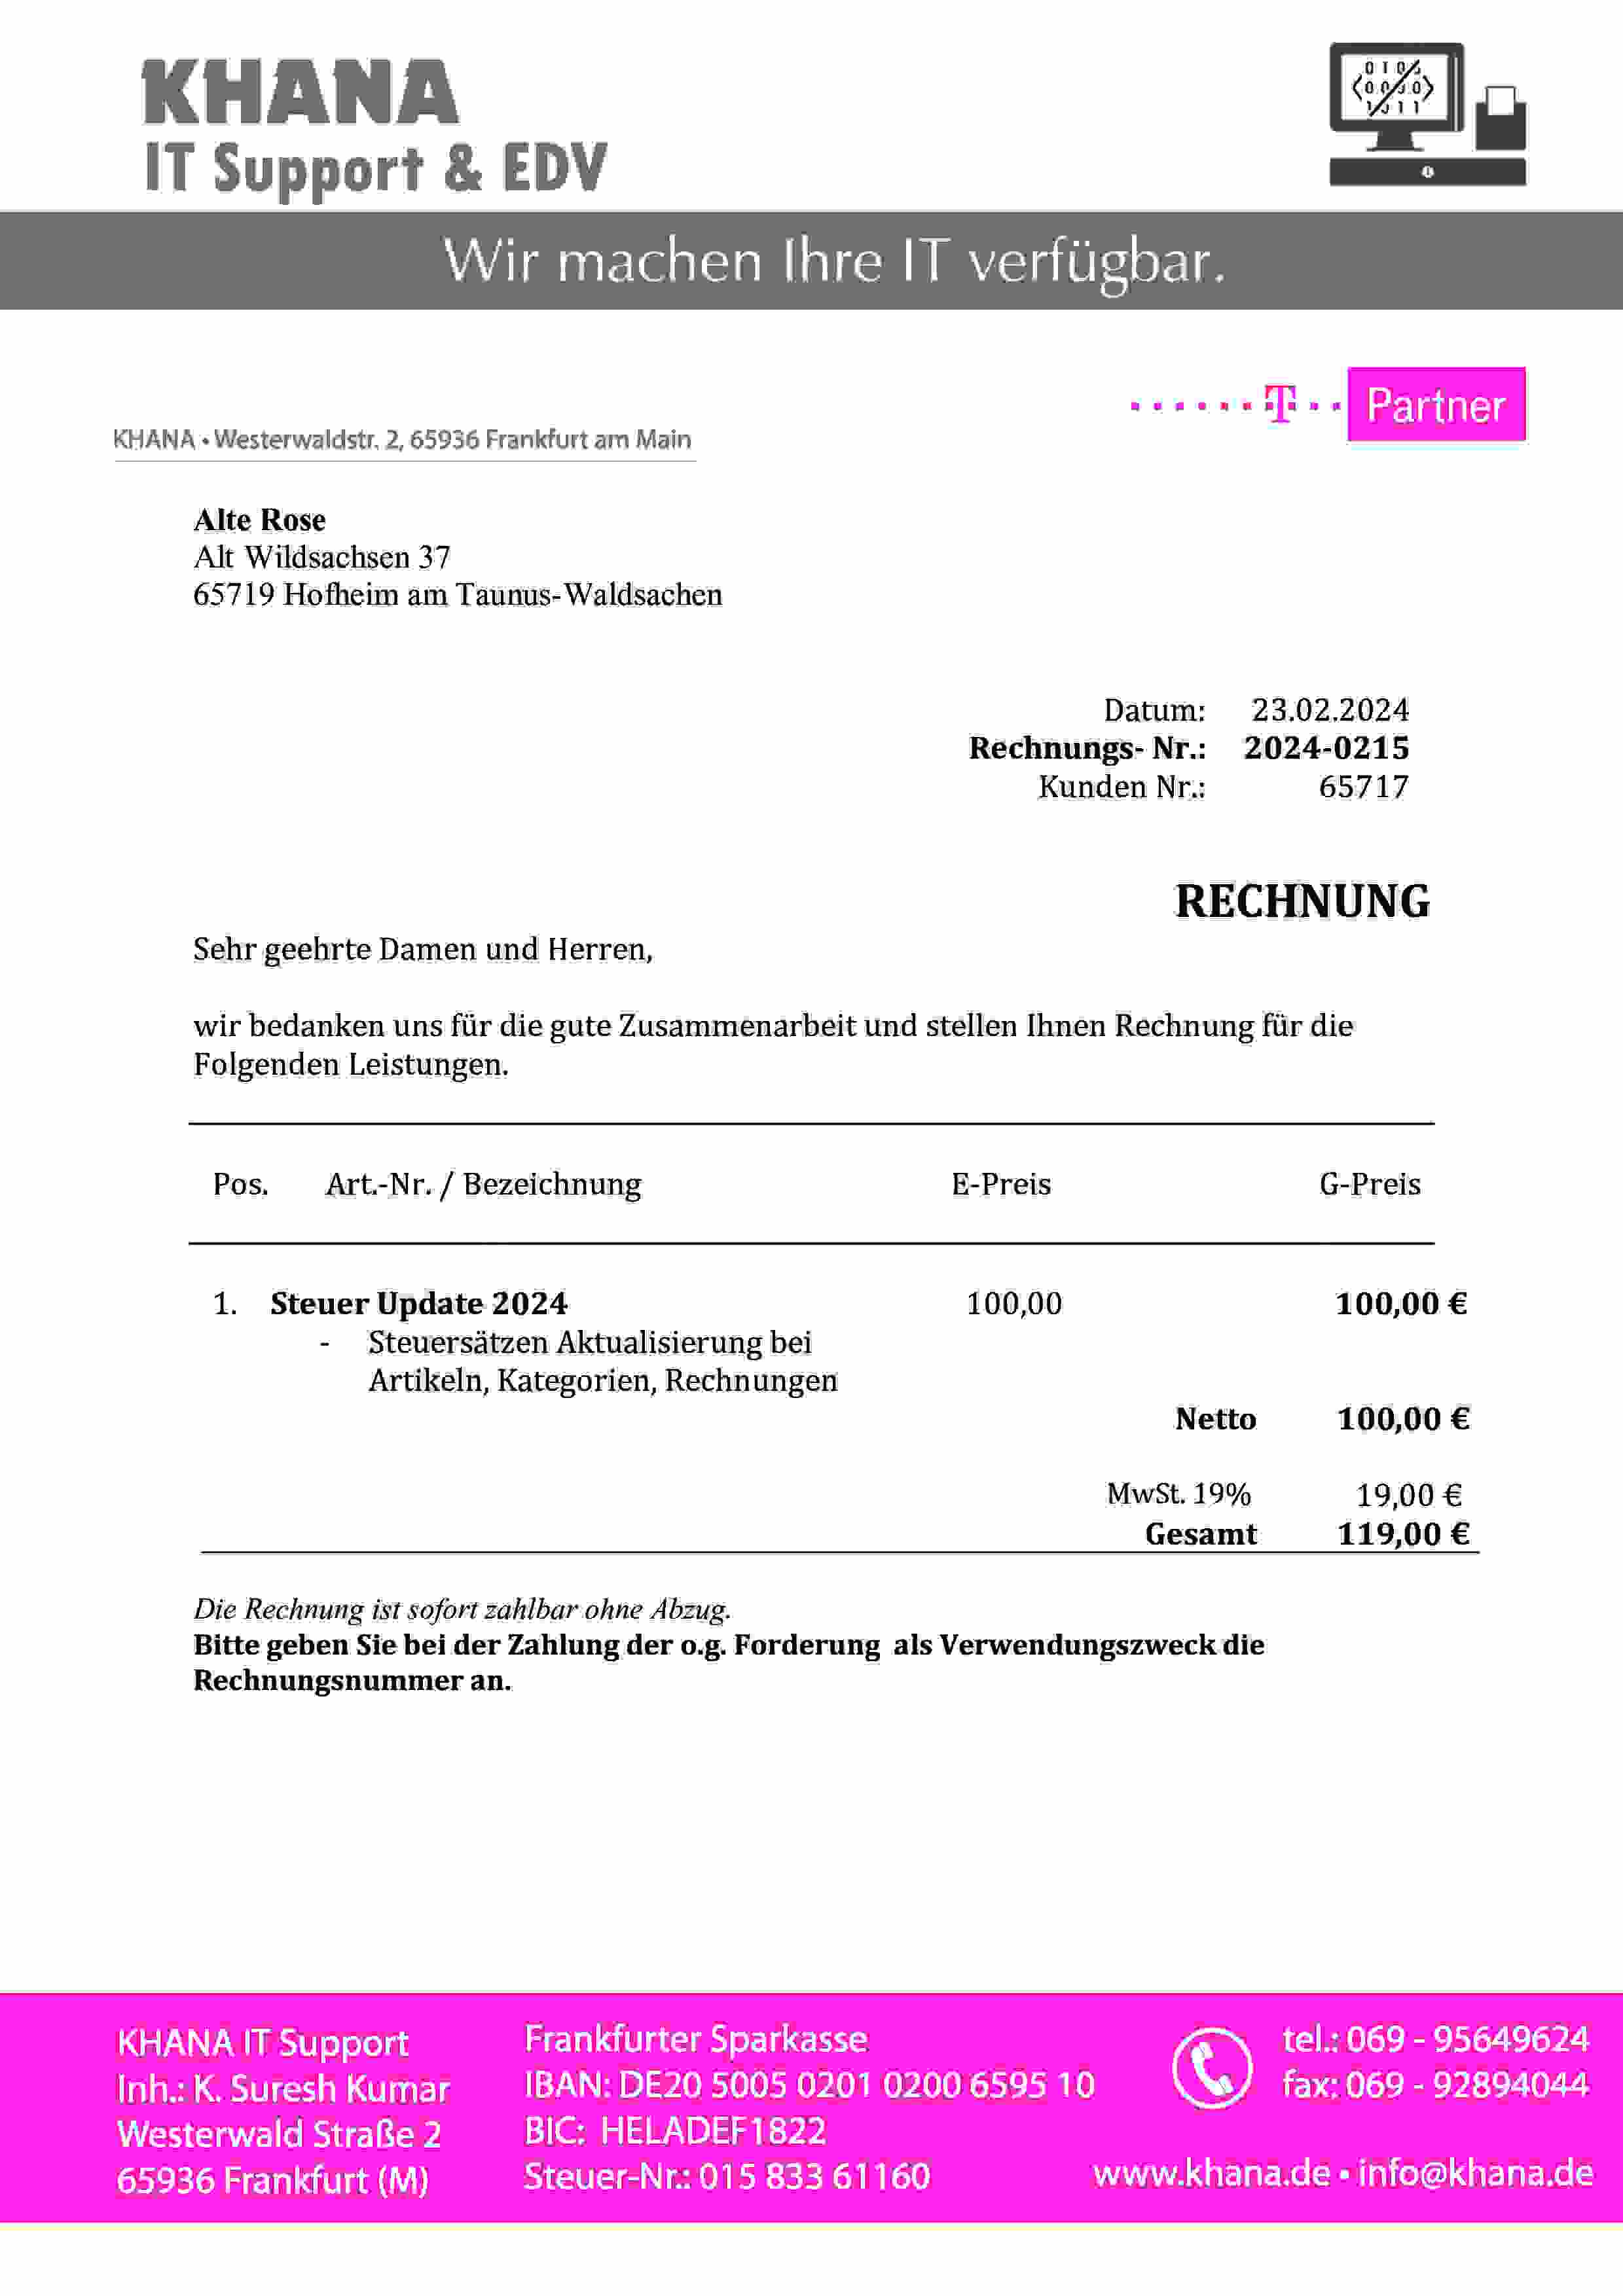 KHANA
IT Support & EDV
Wir machen Ihre IT verfügbar.
T Partner
KHANA • Westerwaldstr. 2, 65936 Frankfurt am Main
Alte Rose
Alt Wildsachsen 37
65719 Hofheim am Taunus-Waldsachen
Datum: 23.02.2024
Rechnungs- Nr.: 2024-0215
Kunden Nr.: 65717
RECHNUNG
Sehr geehrte Damen und Herren,
wir bedanken uns für die gute Zusammenarbeit und stellen Ihnen Rechnung für die
Folgenden Leistungen.
Pos. Art.-Nr. / Bezeichnung E-Preis G-Preis
1. Steuer Update 2024 100,00 100,00 €
- Steuersätzen Aktualisierung bei
Artikeln, Kategorien, Rechnungen
Netto 100,00 €
MwSt. 19% 19,00 €
Gesamt 119,00 €
Die Rechnung ist sofort zahlbar ohne Abzug.
Bitte geben Sie bei der Zahlung der o.g. Forderung als Verwendungszweck die
Rechnungsnummer an.
KHANA IT Support
Inh.: K. Suresh Kumar
Westerwald Straße 2
65936 Frankfurt (M)
Frankfurter Sparkasse
IBAN: DE20 5005 0201 0200 6595 10
BIC: HELADEF1822
Steuer-Nr.: 015 833 61160
tel.: 069 - 95649624
fax: 069 - 92894044
www.khana.de • info@khana.de